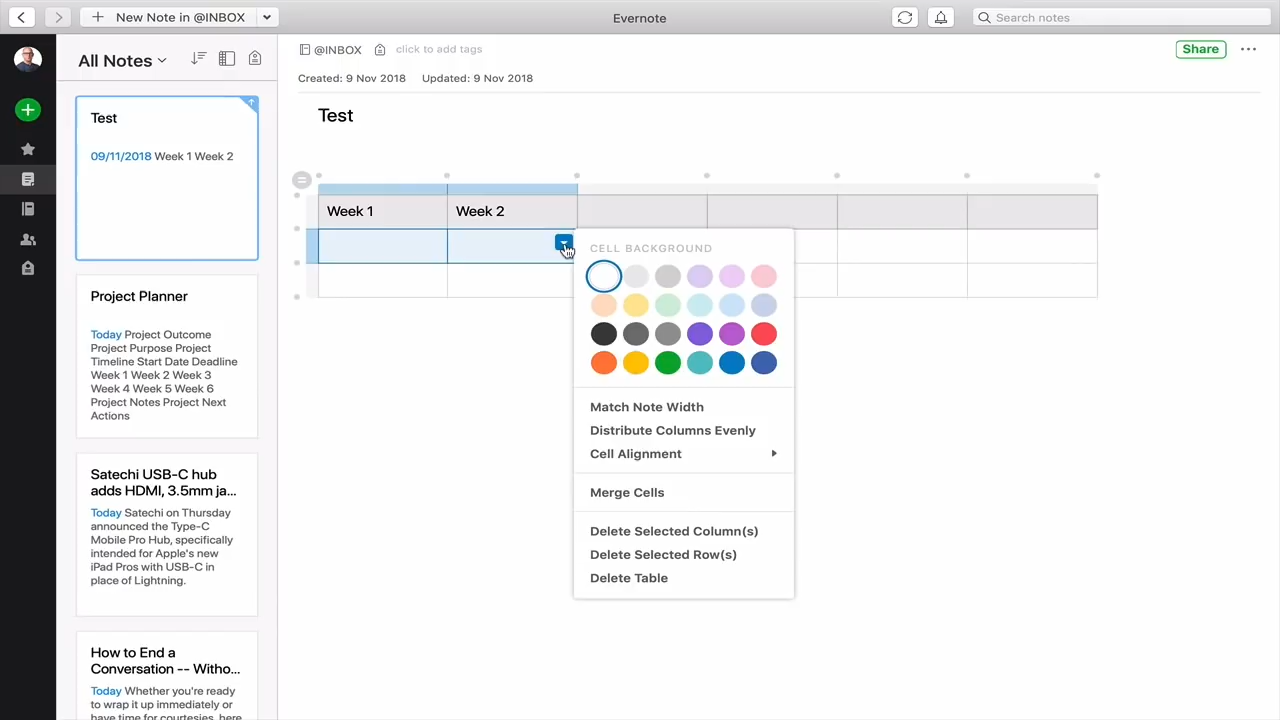 New Note in @INBOX
Evernote
Search notes
All Notes
Test
09/11/2018 Week 1 Week 2
Project Planner
Today Project Outcome
Project Purpose Project
Timeline Start Date Deadline
Week 1 Week 2 Week 3
Week 4 Week 5 Week 6
Project Notes Project Next
Actions
Satechi USB-C hub
adds HDMI, 3.5mm ja...
Today Satechi on Thursday
announced the Type-C
Mobile Pro Hub, specifically
intended for Apple's new
iPad Pros with USB-C in
place of Lightning.
How to End a
Conversation -- Witho...
Today Whether you're ready
to wrap it up immediately or
have time for courtesies, here
@INBOX
click to add tags
Share
Created: 9 Nov 2018
Updated: 9 Nov 2018
Test
Week 1
Week 2
CELL BACKGROUND
Match Note Width
Distribute Columns Evenly
Cell Alignment
Merge Cells
Delete Selected Column(s)
Delete Selected Row(s)
Delete Table